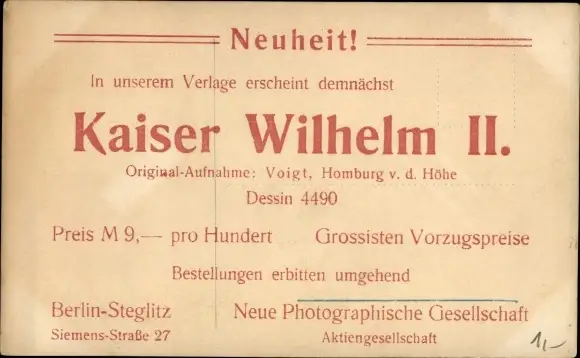 Neuheit!
In unserem Verlage erscheint demnächst
Kaiser Wilhelm II.
Original-Aufnahme: Voigt, Homburg v. d. Höhe
Dessin 4490
Preis M 9,— pro Hundert Grossisten Vorzugspreise
Bestellungen erbitten umgehend
Berlin-Steglitz Neue Photographische Gesellschaft
Siemens-Straße 27 Aktiengesellschaft
1,-